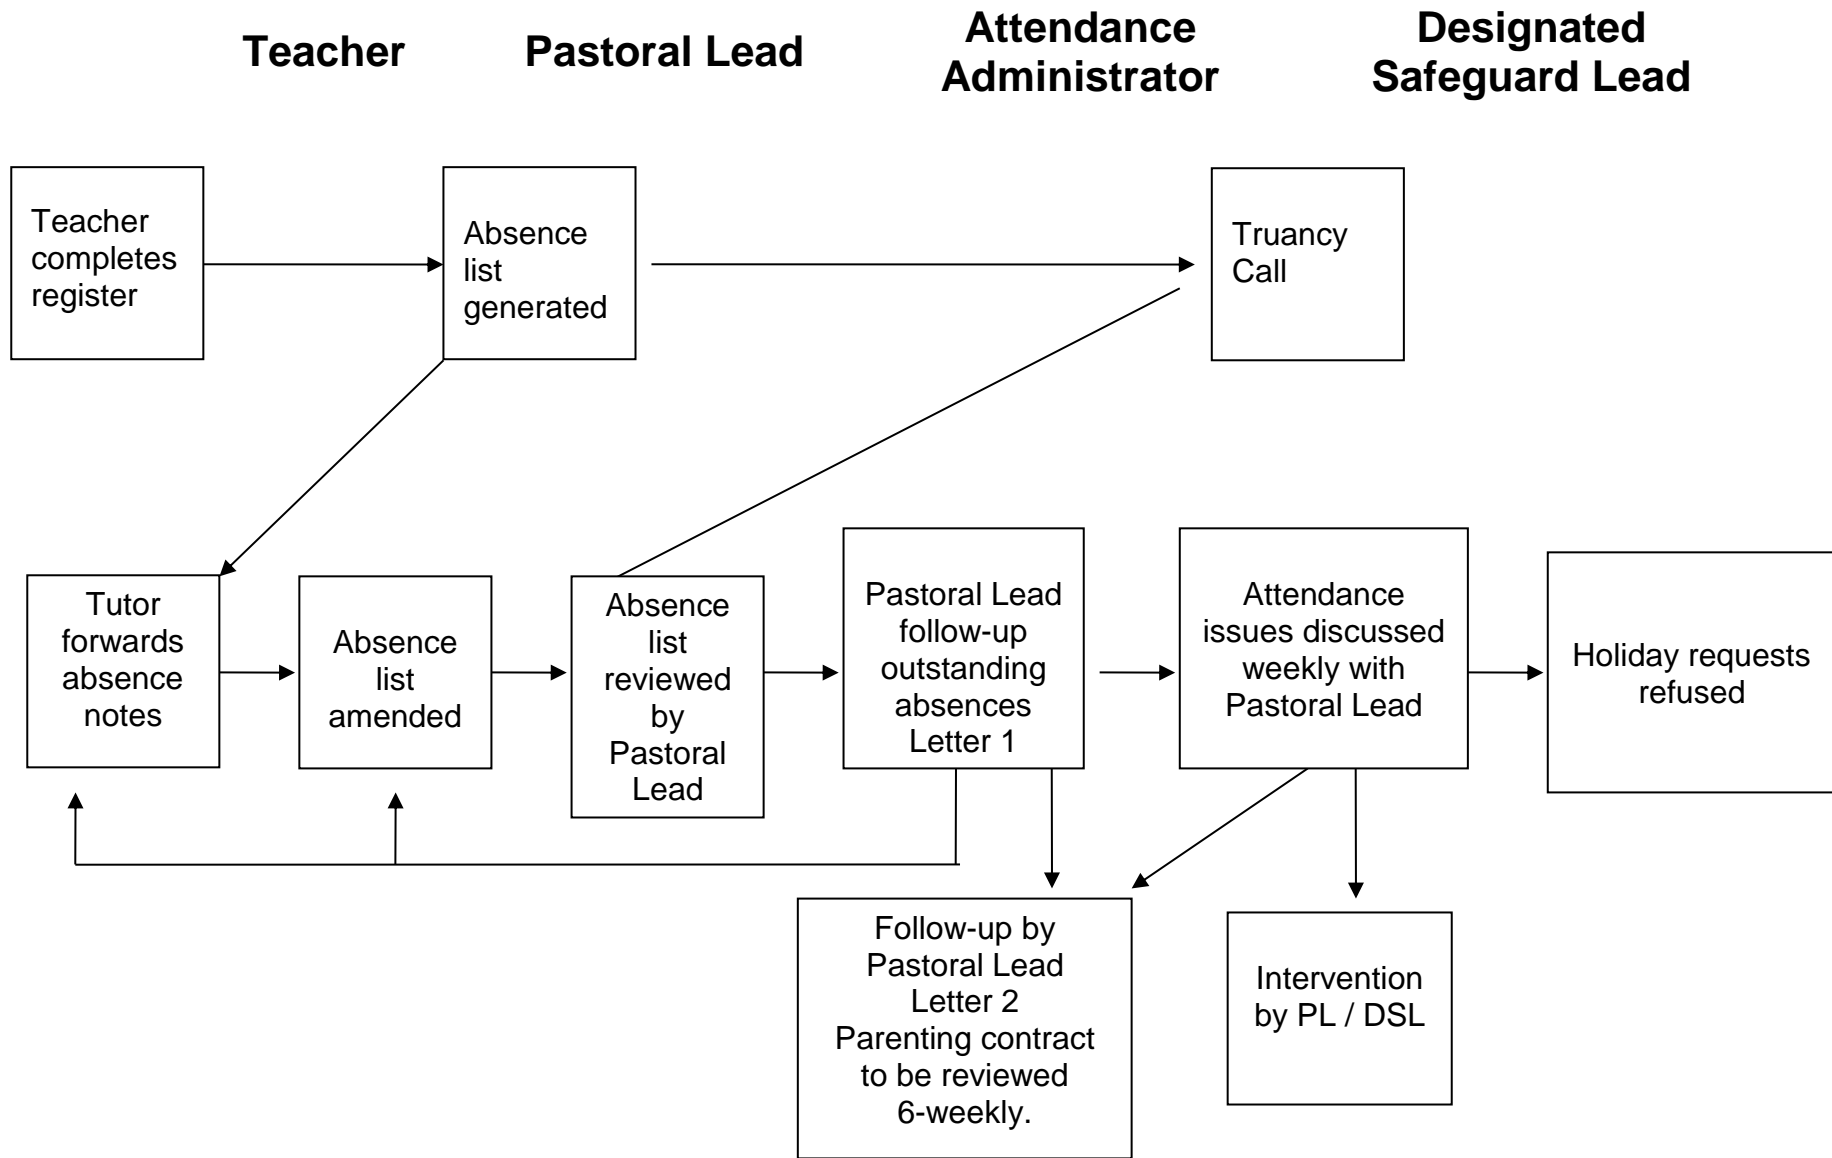 Teacher
Pastoral Lead
Attendance
Administrator
Designated
Safeguard Lead
Teacher
completes
register
Absence
list
generated
Truancy
Call
Tutor
forwards
absence
notes
Absence
list
amended
Absence
list
reviewed
by
Pastoral
Lead
Pastoral Lead
follow-up
outstanding
absences
Letter 1
Attendance
issues discussed
weekly with
Pastoral Lead
Holiday requests
refused
Follow-up by
Pastoral Lead
Letter 2
Parenting contract
to be reviewed
6-weekly.
Intervention
by PL / DSL